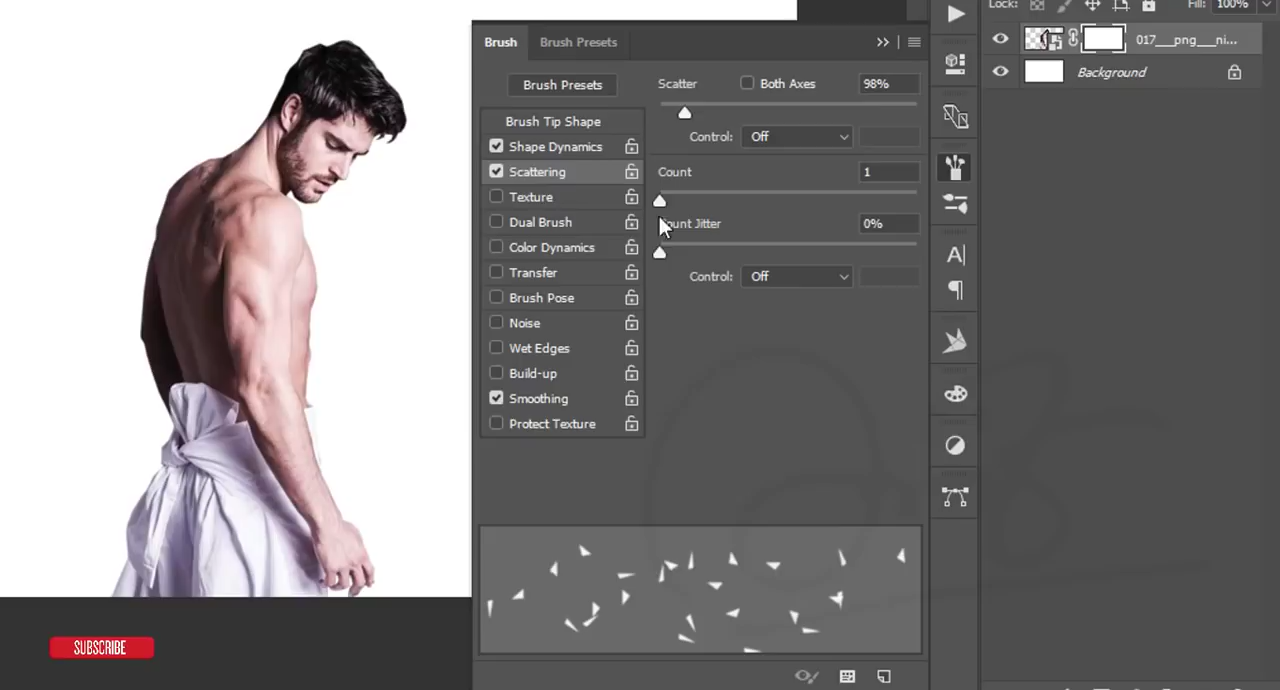 Lock:
Fill: 100%
Brush Brush Presets
017__png__ni...
Background
Brush Presets
Scatter Both Axes 98%
Brush Tip Shape
Shape Dynamics
Control: Off
Scattering
Count 1
Texture
Dual Brush
Jitter 0%
Color Dynamics
Transfer
Control: Off
Brush Pose
Noise
Wet Edges
Build-up
Smoothing
Protect Texture
A
SUBSCRIBE